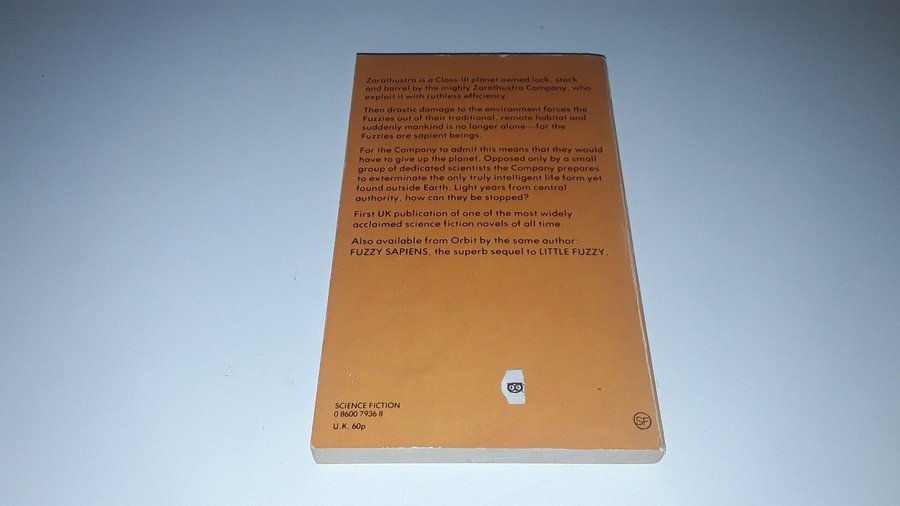 Zarathustra is a Class-III planet owned lock, stock
and barrel by the mighty Zarathustra Company, who
exploit it with ruthless efficiency.
Then drastic damage to the environment forces the
Fuzzies out of their traditional, remote habitat and
suddenly mankind is no longer alone—for the
Fuzzies are sapient beings.
For the Company to admit this means that they would
have to give up the planet. Opposed only by a small
group of dedicated scientists the Company prepares
to exterminate the only truly intelligent life form yet
found outside Earth. Light years from central
authority, how can they be stopped?
First UK publication of one of the most widely
acclaimed science fiction novels of all time.
Also available from Orbit by the same author:
FUZZY SAPIENS, the superb sequel to LITTLE FUZZY.
SCIENCE FICTION
0 8600 7936 8
U.K. 60p
SF